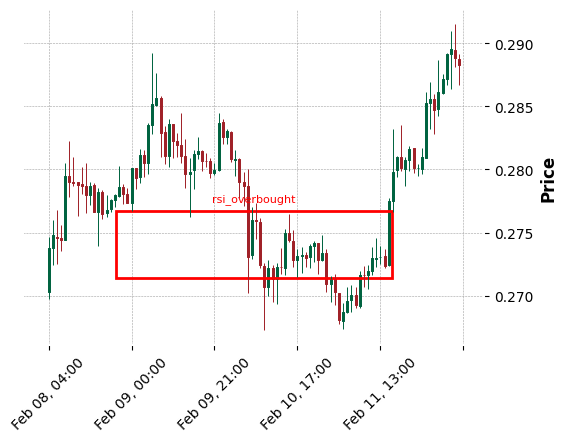 0.290
0.285
0.280
0.275
0.270
Price
rsi_overbought
Feb 08, 04:00
Feb 09, 00:00
Feb 09, 21:00
Feb 10, 17:00
Feb 11, 13:00